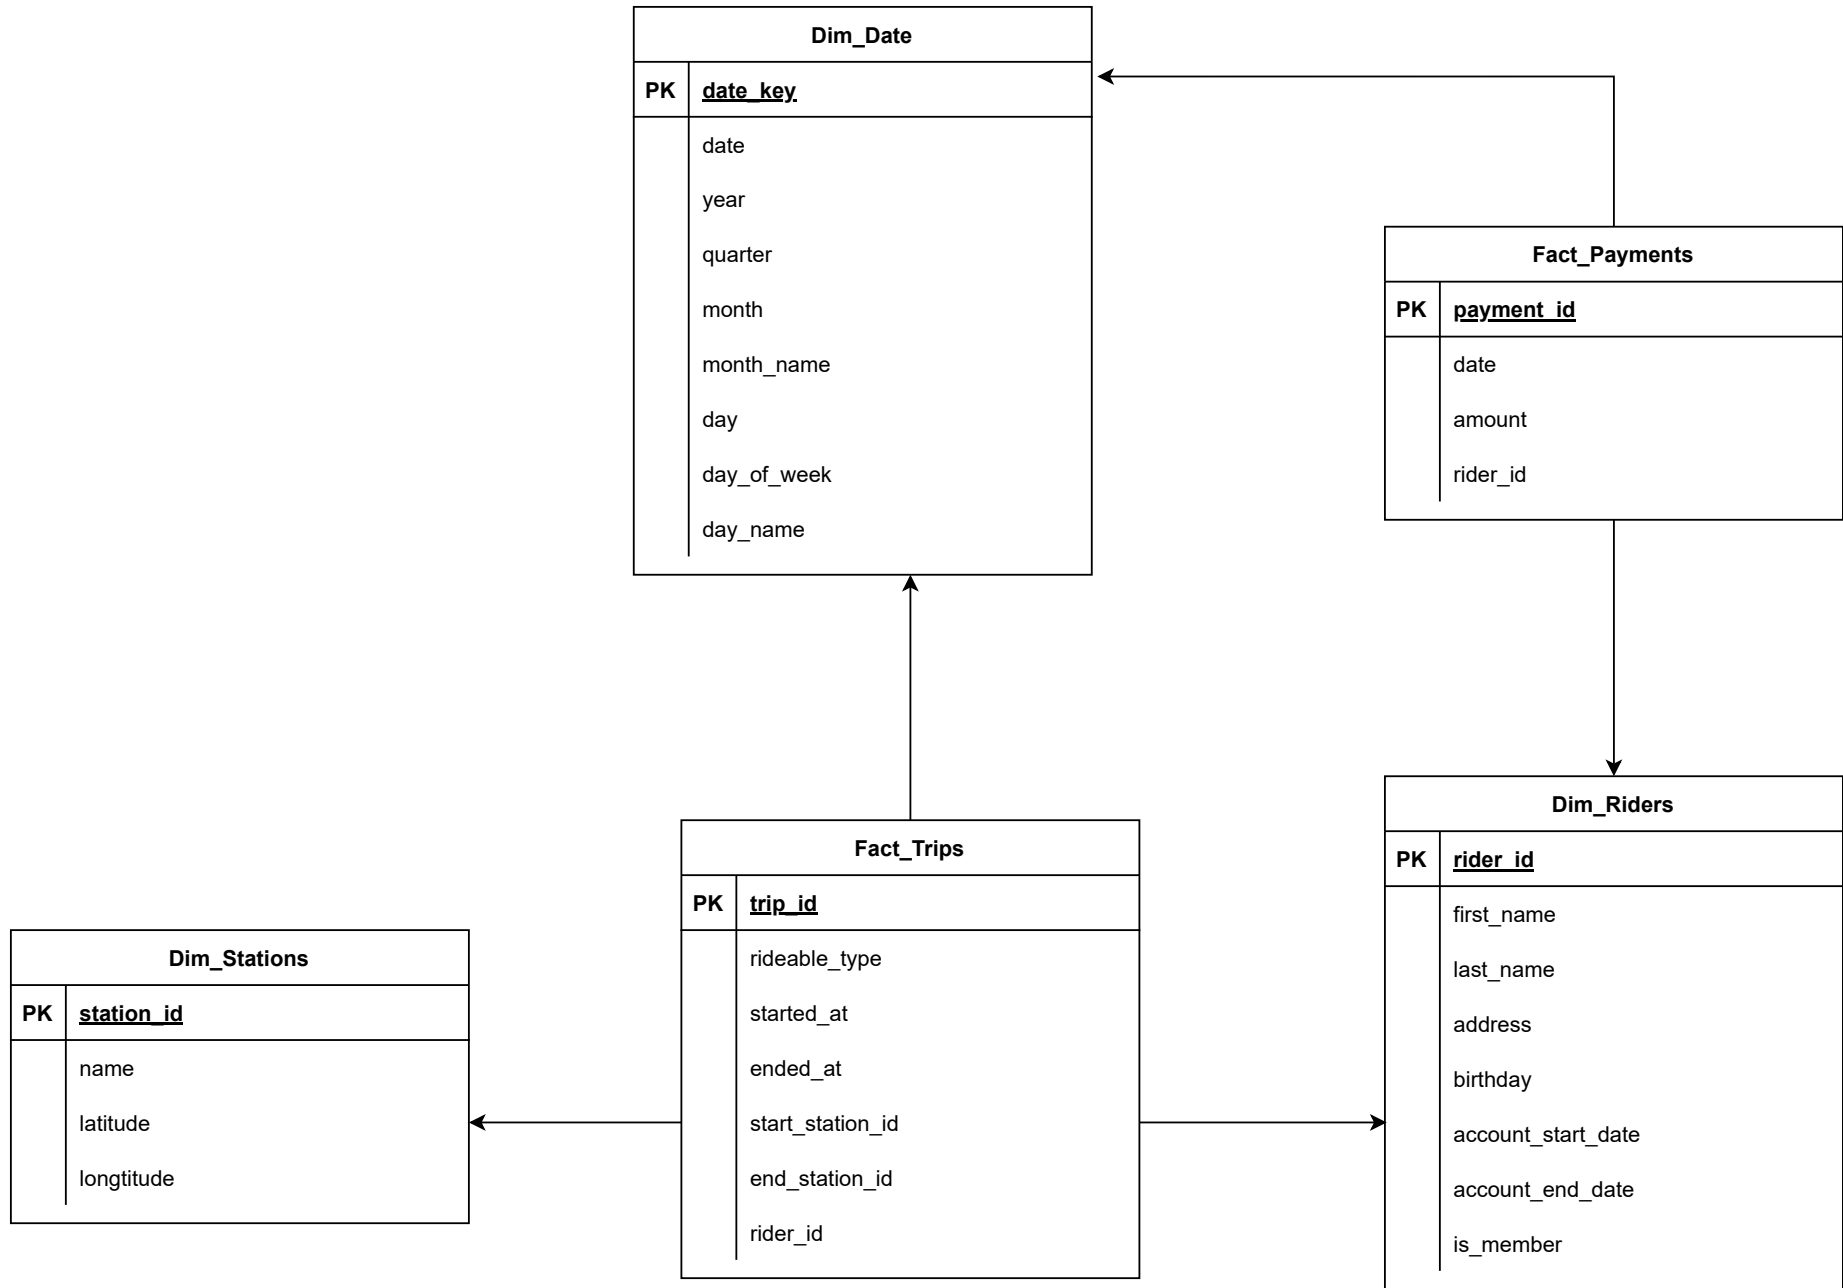 Dim_Date
PK date_key
date
year
quarter
month
month_name
day
day_of_week
day_name
Fact_Payments
PK payment_id
date
amount
rider_id
Dim_Stations
PK station_id
name
latitude
longtitude
Fact_Trips
PK trip_id
rideable_type
started_at
ended_at
start_station_id
end_station_id
rider_id
Dim_Riders
PK rider_id
first_name
last_name
address
birthday
account_start_date
account_end_date
is_member